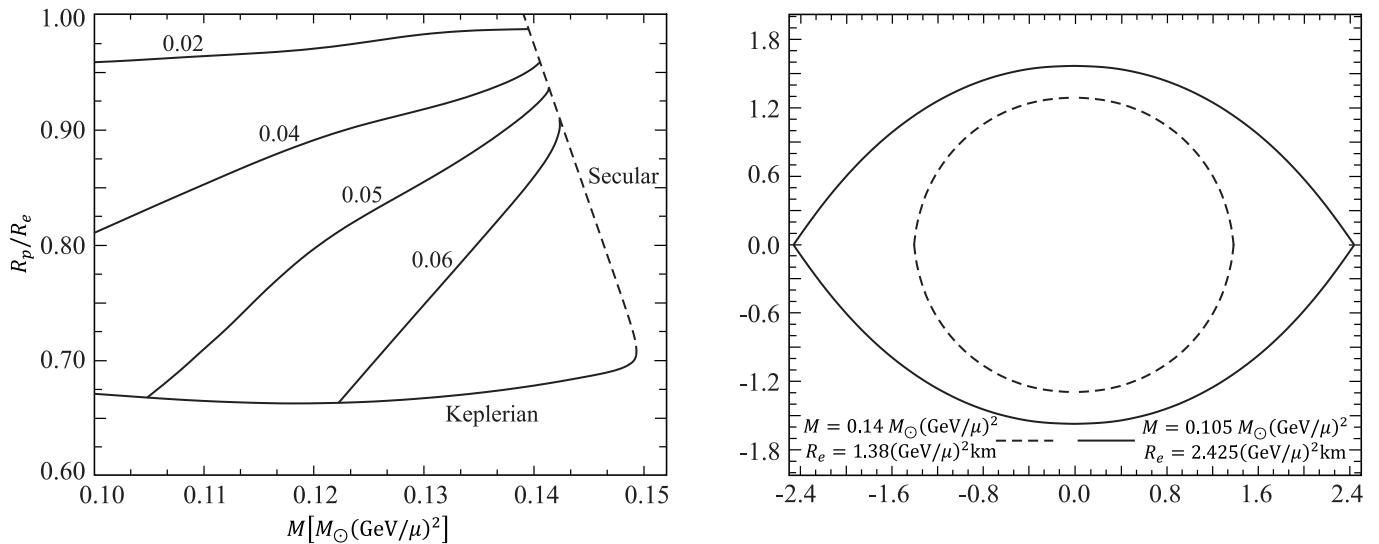 1.00
0.90
0.80
0.70
0.60
R_p/R_e
0.02
0.04
0.05
0.06
Secular
Keplerian
0.10 0.11 0.12 0.13 0.14 0.15
M[M_⊙(GeV/μ)²]
1.8
1.2
0.6
0.0
-0.6
-1.2
-1.8
M = 0.14 M_⊙(GeV/μ)²
R_e = 1.38(GeV/μ)²km
M = 0.105 M_⊙(GeV/μ)²
R_e = 2.425(GeV/μ)²km
-2.4 -1.6 -0.8 0.0 0.8 1.6 2.4